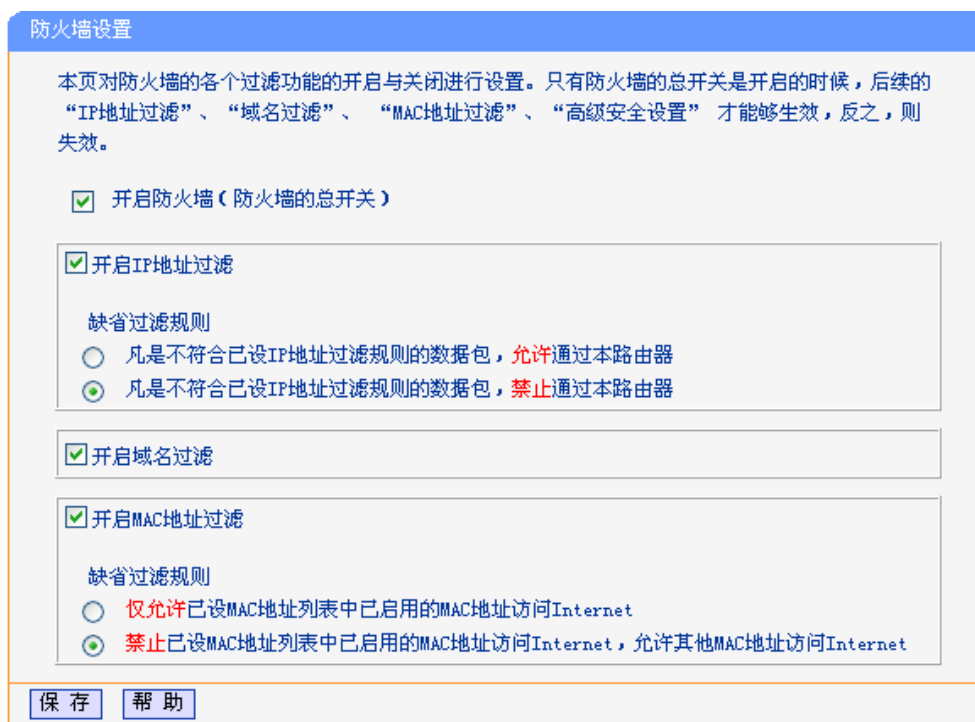 防火墙设置
本页对防火墙的各个过滤功能的开启与关闭进行设置。只有防火墙的总开关是开启的时候，后续的
“IP地址过滤”、“域名过滤”、“MAC地址过滤”、“高级安全设置” 才能够生效，反之，则
失效。
开启防火墙（防火墙的总开关）
开启IP地址过滤
缺省过滤规则
凡是不符合已设IP地址过滤规则的数据包，允许通过本路由器
凡是不符合已设IP地址过滤规则的数据包，禁止通过本路由器
开启域名过滤
开启MAC地址过滤
缺省过滤规则
仅允许已设MAC地址列表中已启用的MAC地址访问Internet
禁止已设MAC地址列表中已启用的MAC地址访问Internet，允许其他MAC地址访问Internet
保 存 帮 助